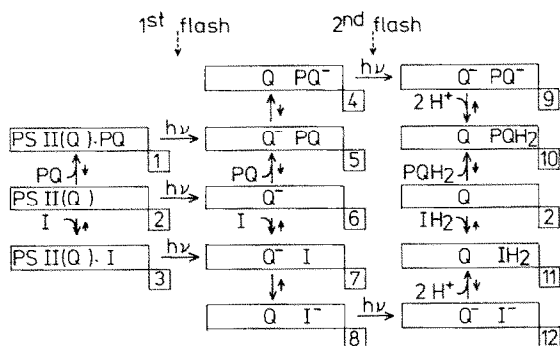 1st flash 2nd flash
Q PQ⁻ hν Q⁻ PQ⁻
4 9
2 H⁺
PS II(Q)·PQ hν Q⁻ PQ Q PQH2
1 5 10
PQ PQ PQH2
PS II(Q) hν Q⁻ Q
2 6 2
I I IH2
PS II(Q)·I hν Q⁻ I Q IH2
3 7 11
2 H⁺
Q I⁻ hν Q⁻ I⁻
8 12